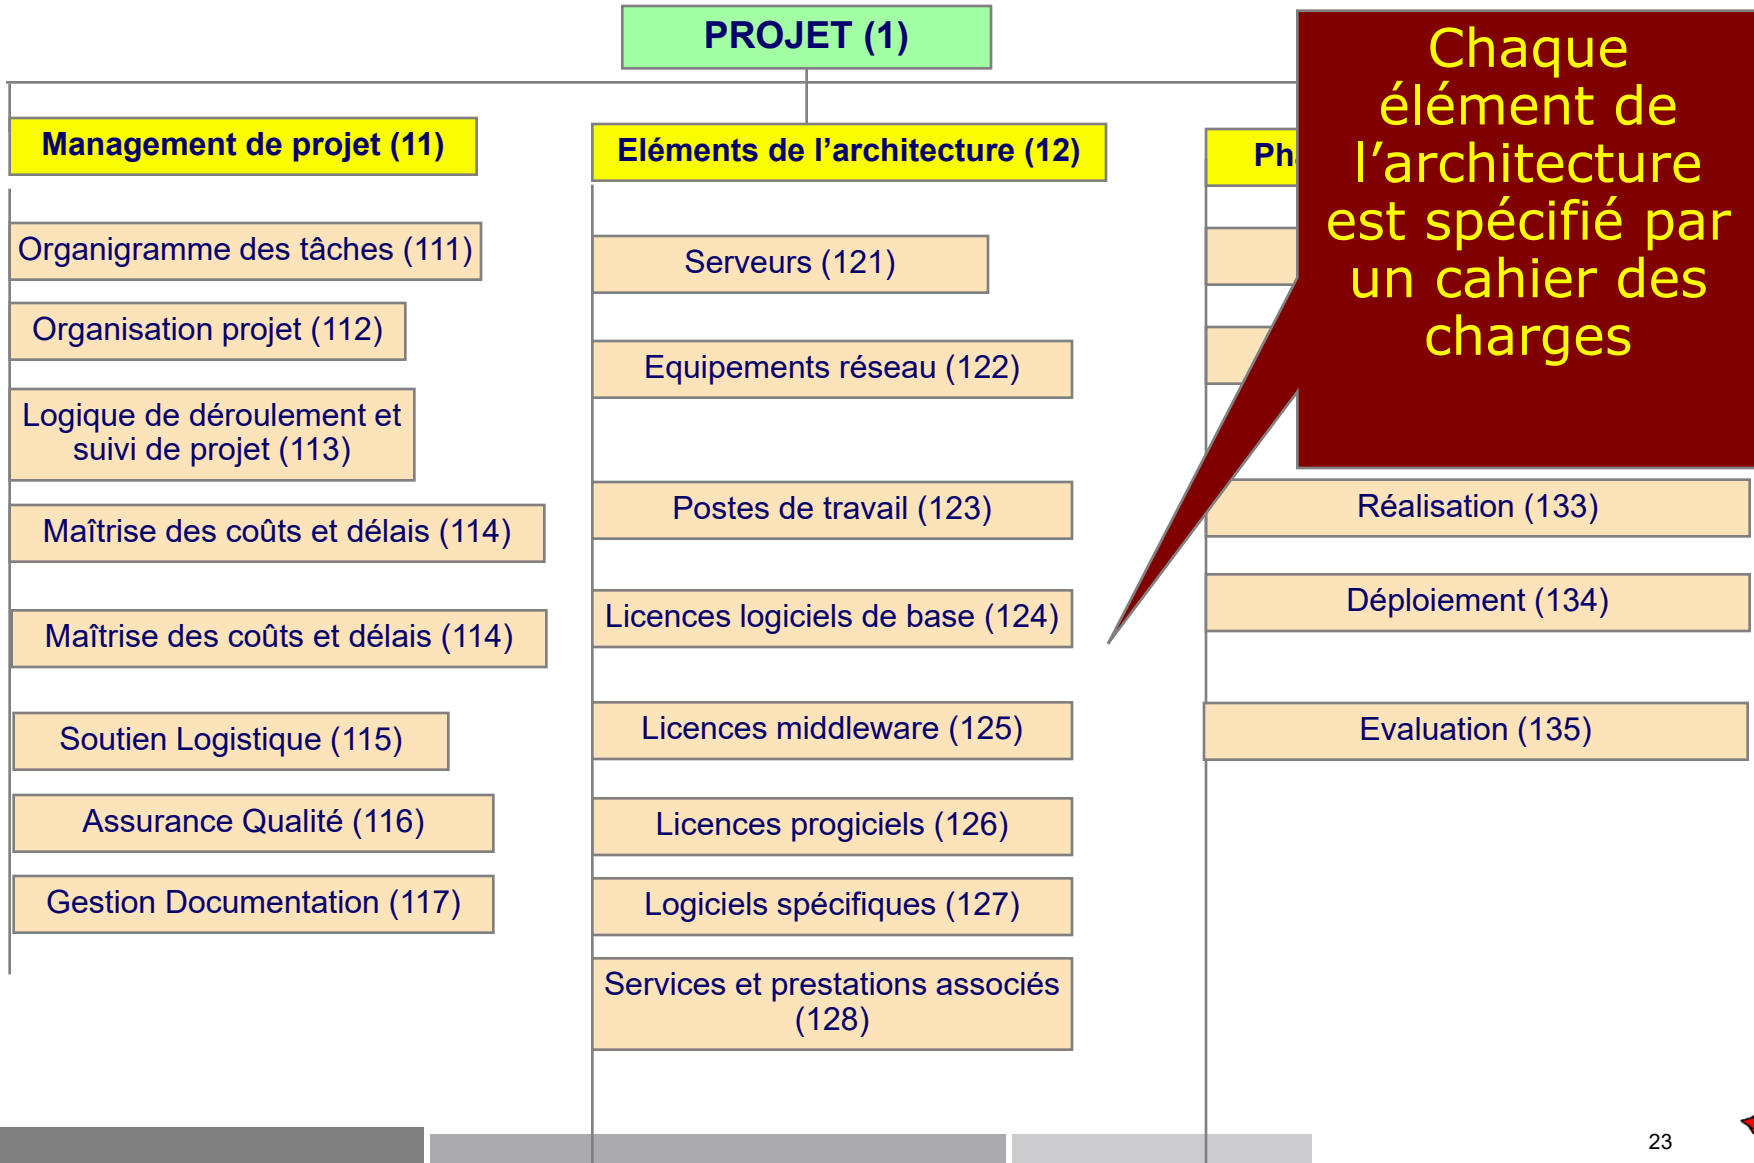 PROJET (1)
Management de projet (11)
Organigramme des tâches (111)
Organisation projet (112)
Logique de déroulement et
suivi de projet (113)
Maîtrise des coûts et délais (114)
Maîtrise des coûts et délais (114)
Soutien Logistique (115)
Assurance Qualité (116)
Gestion Documentation (117)
Eléments de l’architecture (12)
Serveurs (121)
Equipements réseau (122)
Postes de travail (123)
Licences logiciels de base (124)
Licences middleware (125)
Licences progiciels (126)
Logiciels spécifiques (127)
Services et prestations associés
(128)
Chaque
élément de
l’architecture
est spécifié par
un cahier des
charges
Réalisation (133)
Déploiement (134)
Evaluation (135)
23